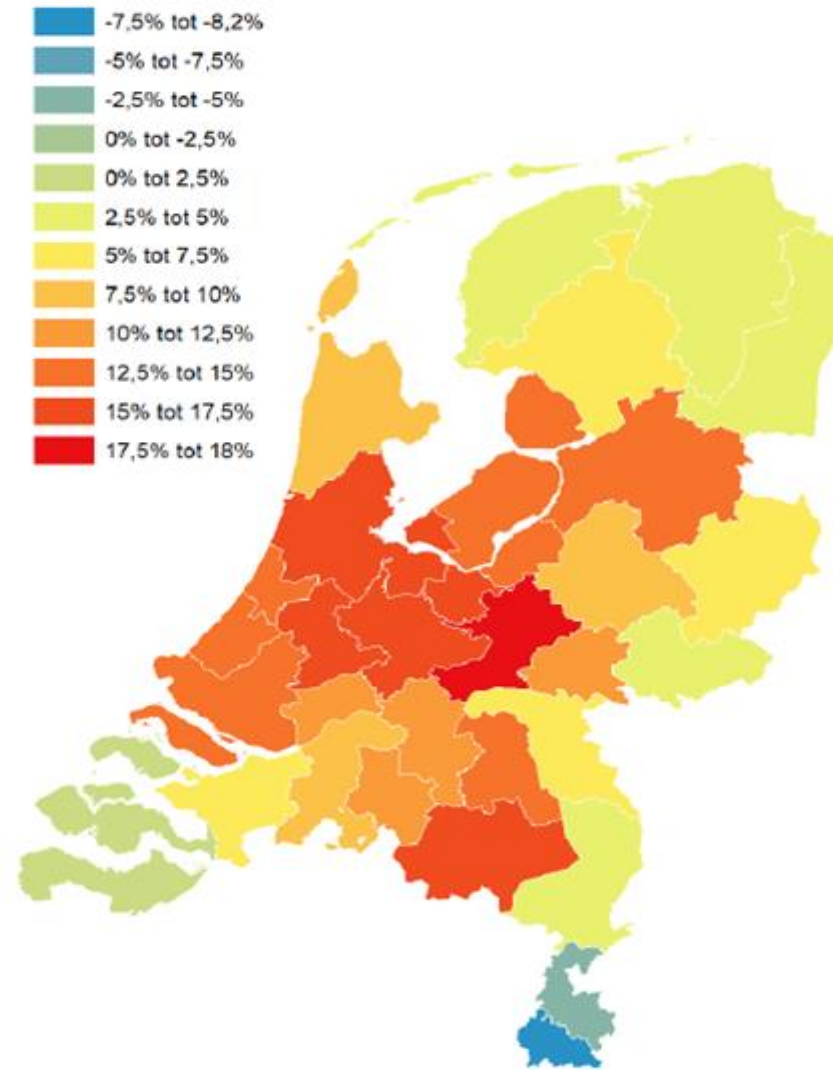 -7,5% tot -8,2%
-5% tot -7,5%
-2,5% tot -5%
0% tot -2,5%
0% tot 2,5%
2,5% tot 5%
5% tot 7,5%
7,5% tot 10%
10% tot 12,5%
12,5% tot 15%
15% tot 17,5%
17,5% tot 18%